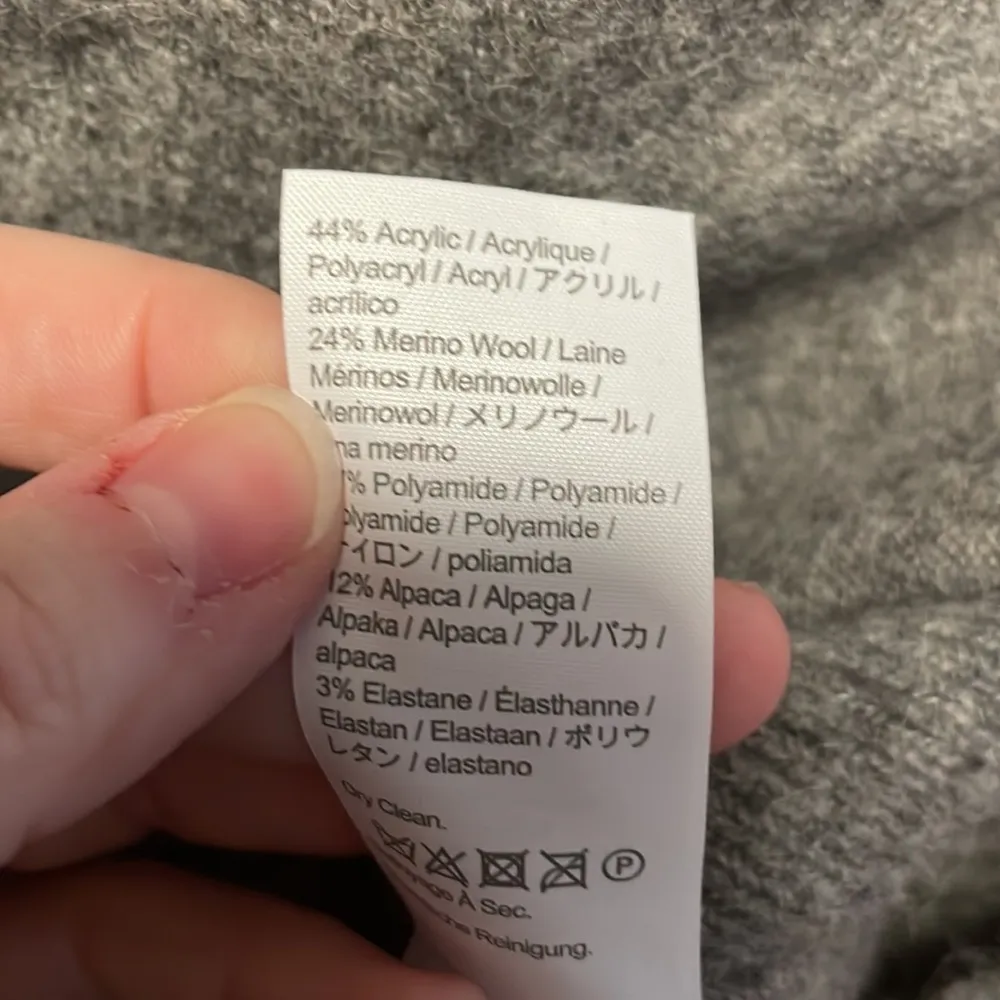 44% Acrylic / Acrylique /
Polyacryl / Acryl / アクリル /
acrílico
24% Merino Wool / Laine
Mérinos / Merinowolle /
Merinowol / メリノウール /
merino
% Polyamide / Polyamide /
Polyamide / Polyamide /
ナイロン / poliamida
12% Alpaca / Alpaga /
Alpaka / Alpaca / アルパカ /
alpaca
3% Elastane / Élasthanne /
Elastan / Elastaan / ポリウ
レタン / elastano
Dry Clean.
P
À Sec.
Reinigung.